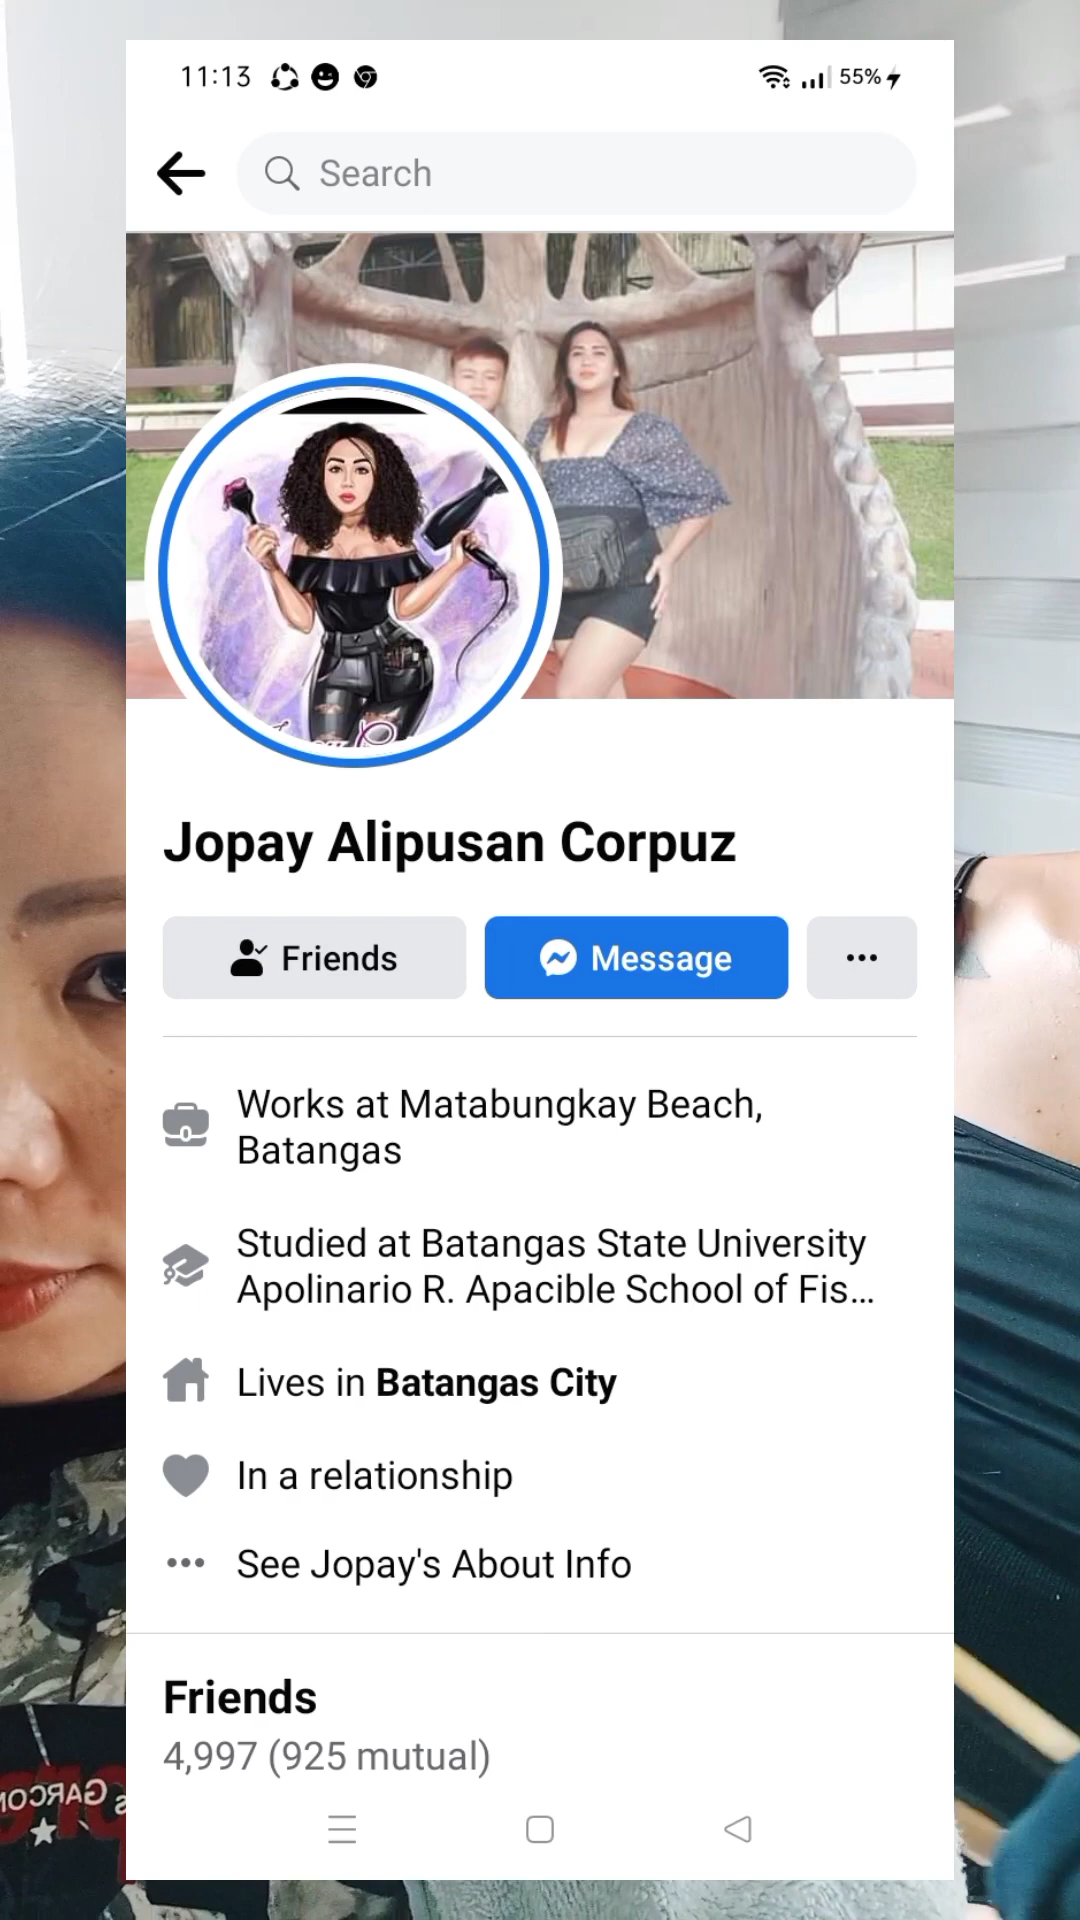 11:13
55%
Search
Jopay Alipusan Corpuz
Friends
Message
Works at Matabungkay Beach,
Batangas
Studied at Batangas State University
Apolinario R. Apacible School of Fis...
Lives in Batangas City
In a relationship
See Jopay's About Info
Friends
4,997 (925 mutual)